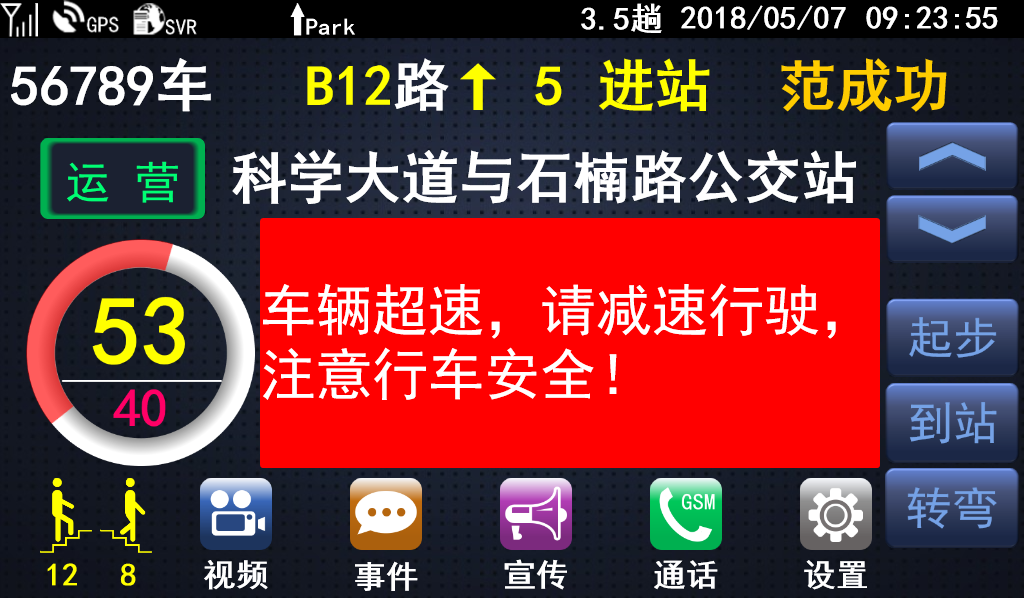 GPS SVR Park 3.5趟 2018/05/07 09:23:55
56789车 B12路 5 进站 范成功
运 营 科学大道与石楠路公交站
53
40
车辆超速，请减速行驶，
注意行车安全！
起步
到站
转弯
GSM
12 8 视频 事件 宣传 通话 设置